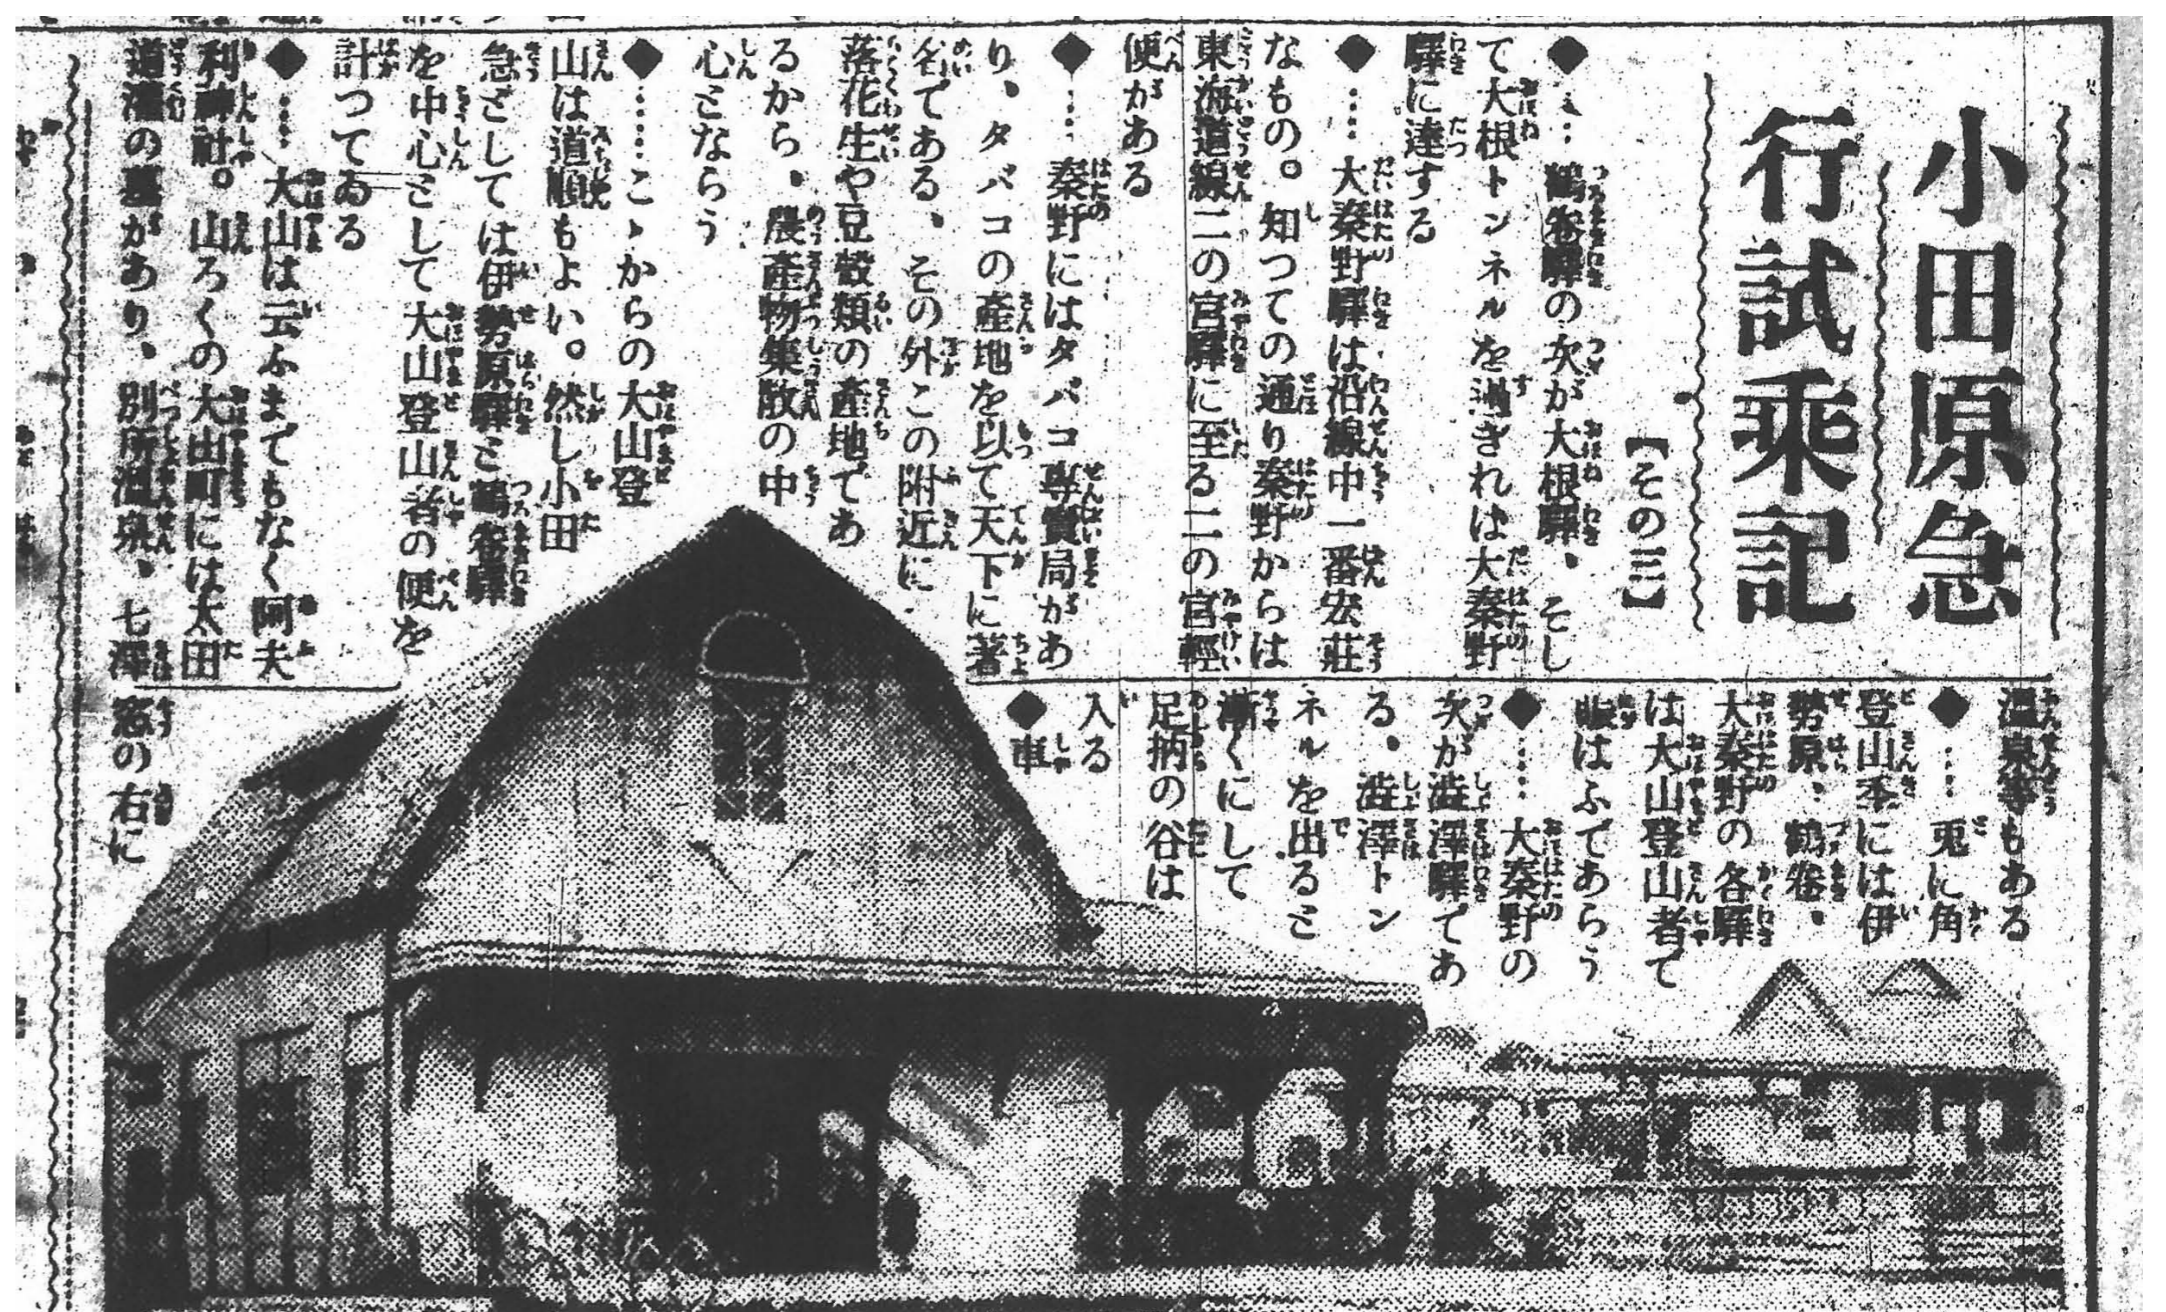 小田原急
行試乗記
【その三】
◆……鶴巻驛の次が大根驛、そし
て大根トンネルを過ぎれは大秦野
驛に達する
◆……大秦野驛は沿線中一番宏荘
なもの。知つての通り秦野からは
東海道線二の宮驛に至る二の宮輕
便がある
◆……秦野にはタバコ専賣局があ
り、タバコの産地を以て天下に著
名である、その外この附近に
落花生や豆穀類の産地であ
るから、農産物集散の中
心とならう
◆……こゝからの大山登
山は道順もよい。然し小田
急としては伊勢原驛と鶴巻驛
を中心として大山登山者の便を
計つてゐる
◆……大山は云ふまでもなく阿夫
利神社。山ろくの大山町には太田
道灌の墓があり、別所温泉、七澤
温泉等もある
◆……兎に角
登山季には伊
勢原、鶴巻、
大秦野の各驛
は大山登山者で
賑はふであらう
◆……大秦野の
次が澁澤驛であ
る、澁澤トン
ネルを出ると
漸くにして
足柄の谷は
入る
◆車
窓の右に